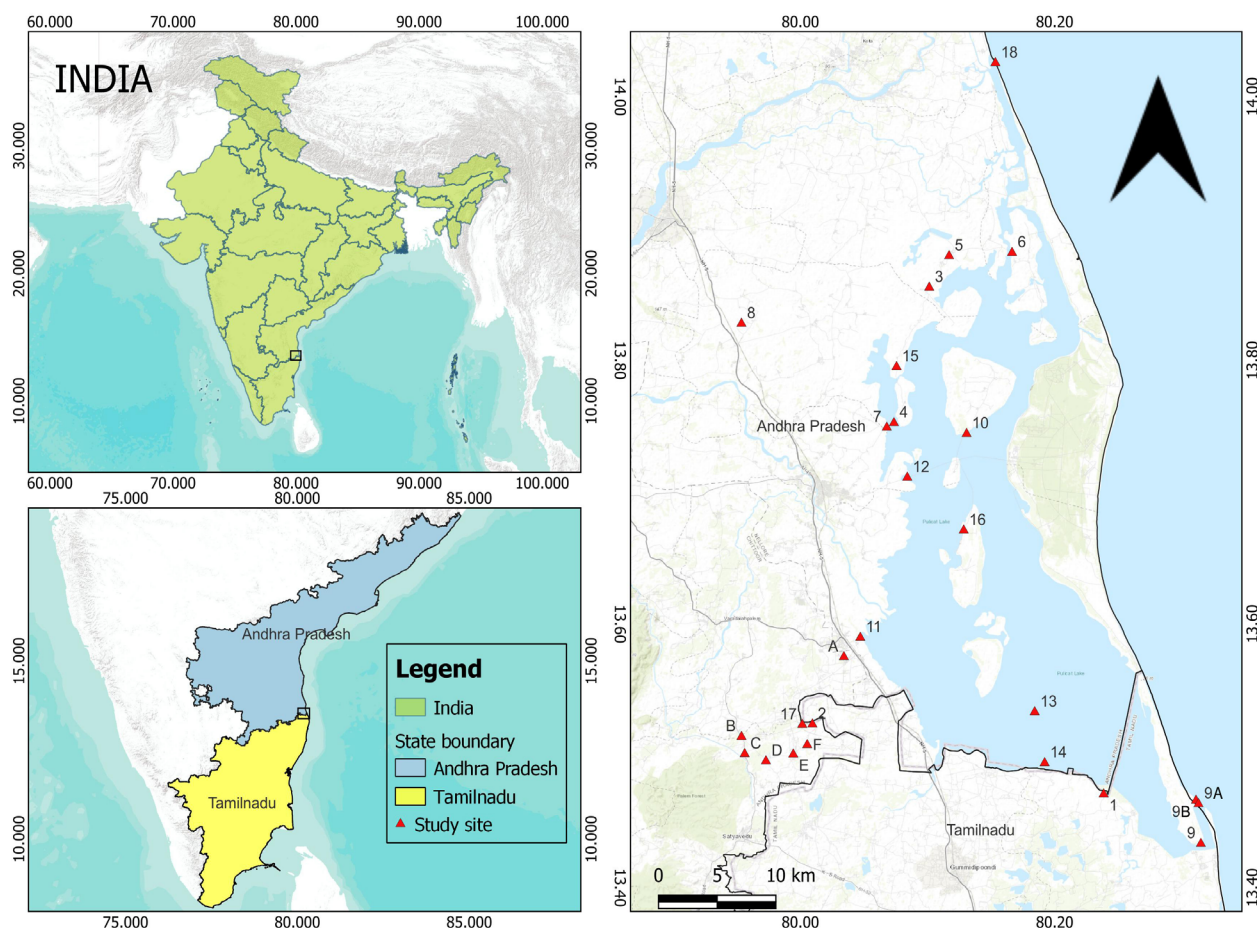 60.000 70.000 80.000 90.000 100.000
INDIA
30.000
20.000
10.000
30.000
20.000
10.000
60.000 70.000 80.000 90.000 100.000
75.000 80.000 85.000
Andhra Pradesh
Tamilnadu
15.000
10.000
15.000
10.000
Legend
India
State boundary
Andhra Pradesh
Tamilnadu
Study site
75.000 80.000 85.000
80.00 80.20
14.00
13.80
13.60
13.40
14.00
13.80
13.60
13.40
18
6
5
3
8
15
4
7
Andhra Pradesh
10
12
Pulicat Lake
16
11
A
Pulicat Lake
13
17
2
B
F
C
D
E
14
1
9A
9B
9
TAMIL NADU
Satyavedu
Tamilnadu
Gummidipoondi
0 5 10 km
80.00 80.20